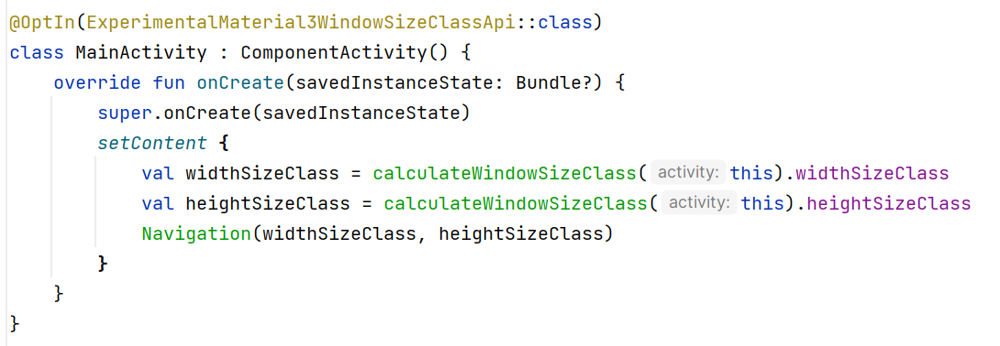 @OptIn(ExperimentalMaterial3WindowSizeClassApi::class)
class MainActivity : ComponentActivity() {
    override fun onCreate(savedInstanceState: Bundle?) {
        super.onCreate(savedInstanceState)
        setContent {
            val widthSizeClass = calculateWindowSizeClass( activity: this).widthSizeClass
            val heightSizeClass = calculateWindowSizeClass( activity: this).heightSizeClass
            Navigation(widthSizeClass, heightSizeClass)
        }
    }
}